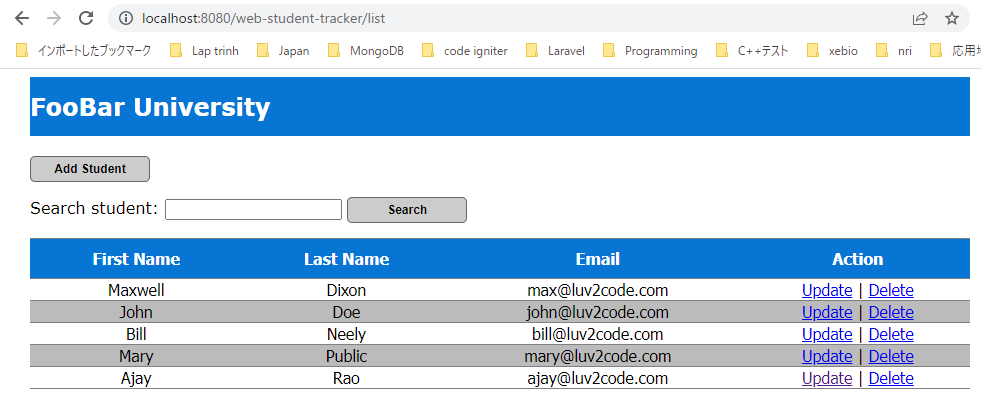 localhost:8080/web-student-tracker/list
インポートしたブックマーク Lap trinh Japan MongoDB code igniter Laravel Programming C++テスト xebio nri
FooBar University
Add Student
Search student: Search
First Name Last Name Email Action
Maxwell Dixon max@luv2code.com Update | Delete
John Doe john@luv2code.com Update | Delete
Bill Neely bill@luv2code.com Update | Delete
Mary Public mary@luv2code.com Update | Delete
Ajay Rao ajay@luv2code.com Update | Delete